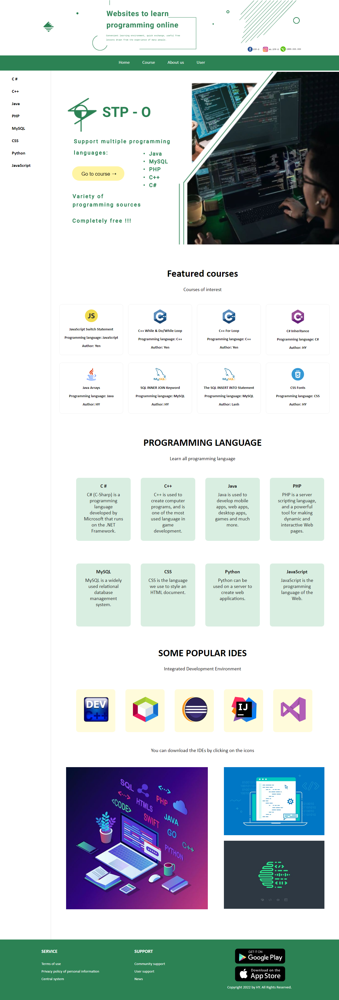 Websites to learn
programming online
Convenient learning environment, quick exchange, useful free
lessons drawn from the experience of many people.
STP-O
Ws.STP-O
1989.XXX.XXX
Home
Course
About us
User
C #
C++
Java
PHP
MySQL
CSS
Python
JavaScript
STP - O
Support multiple programming
languages:
• Java
• MySQL
• PHP
• C++
• C#
Go to course →
Variety of
programming sources
Completely free !!!
Featured courses
Courses of interest
JS
JavaScript Switch Statement
Programming language: JavaScript
Author: Yen
C++
C++ While & Do/While Loop
Programming language: C++
Author: Yen
C++
C++ For Loop
Programming language: C++
Author: Yen
C#
C# Inheritance
Programming language: C#
Author: HY
Java Arrays
Programming language: Java
Author: HY
MySQL
SQL INNER JOIN Keyword
Programming language: MySQL
Author: HY
MySQL
The SQL INSERT INTO Statement
Programming language: MySQL
Author: Lanh
3
CSS Fonts
Programming language: CSS
Author: HY
PROGRAMMING LANGUAGE
Learn all programming language
C #
C# (C-Sharp) is a
programming
language
developed by
Microsoft that runs
on the .NET
Framework.
C++
C++ is used to
create computer
programs, and is
one of the most
used language in
game
development.
Java
Java is used to
develop mobile
apps, web apps,
desktop apps,
games and much
more.
PHP
PHP is a server
scripting language,
and a powerful
tool for making
dynamic and
interactive Web
pages.
MySQL
MySQL is a widely
used relational
database
management
system.
CSS
CSS is the language
we use to style an
HTML document.
Python
Python can be
used on a server to
create web
applications.
JavaScript
JavaScript is the
programming
language of the
Web.
SOME POPULAR IDES
Integrated Development Environment
DEV
C++
IJ
You can download the IDEs by clicking on the icons
SQL
<··>
PHP
<CODE>
HTMLS
SWIFT
JAVA
GO
C++
PYTHON
</>
SERVICE
Terms of use
Privacy policy of personal information
Central system
SUPPORT
Community support
User support
News
GET IT ON
Google Play
Download on the
App Store
Copyright 2022 by HY. All Rights Reserved.